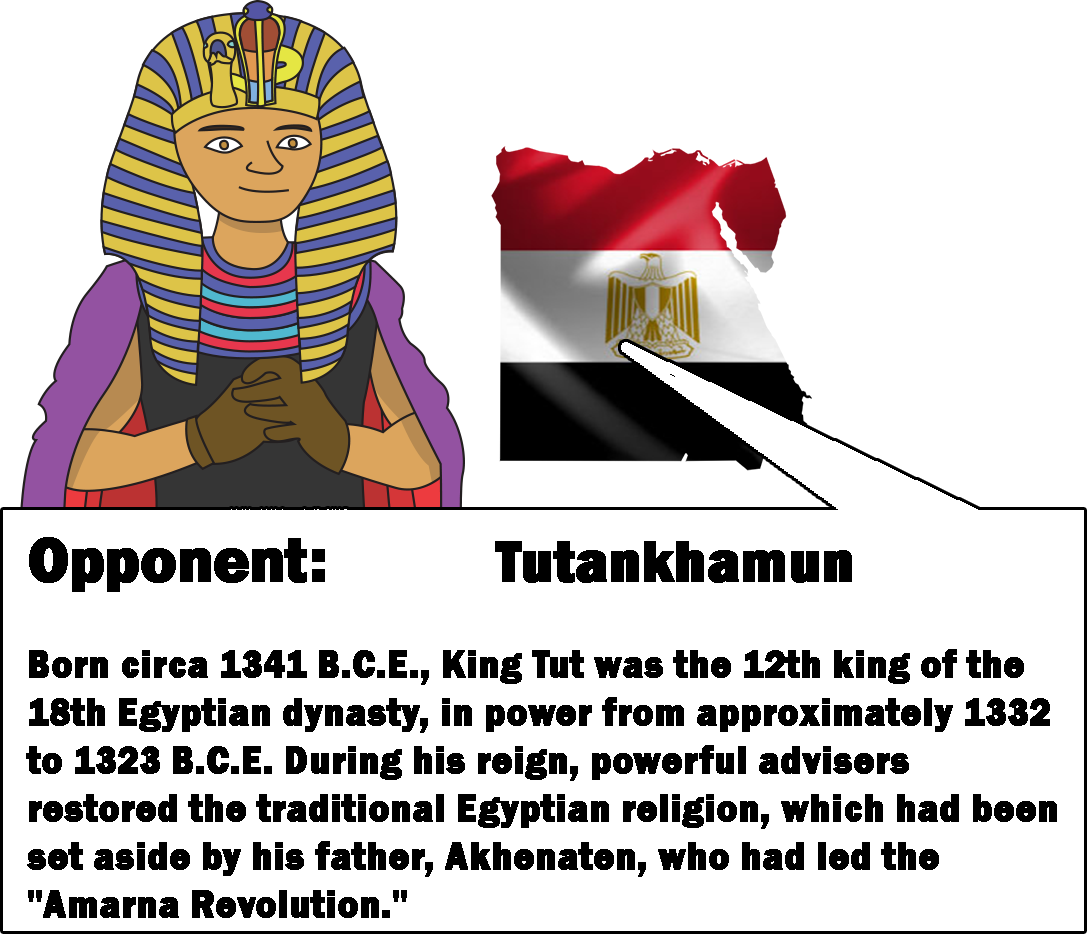 Opponent: Tutankhamun
Born circa 1341 B.C.E., King Tut was the 12th king of the
18th Egyptian dynasty, in power from approximately 1332
to 1323 B.C.E. During his reign, powerful advisers
restored the traditional Egyptian religion, which had been
set aside by his father, Akhenaten, who had led the
"Amarna Revolution."